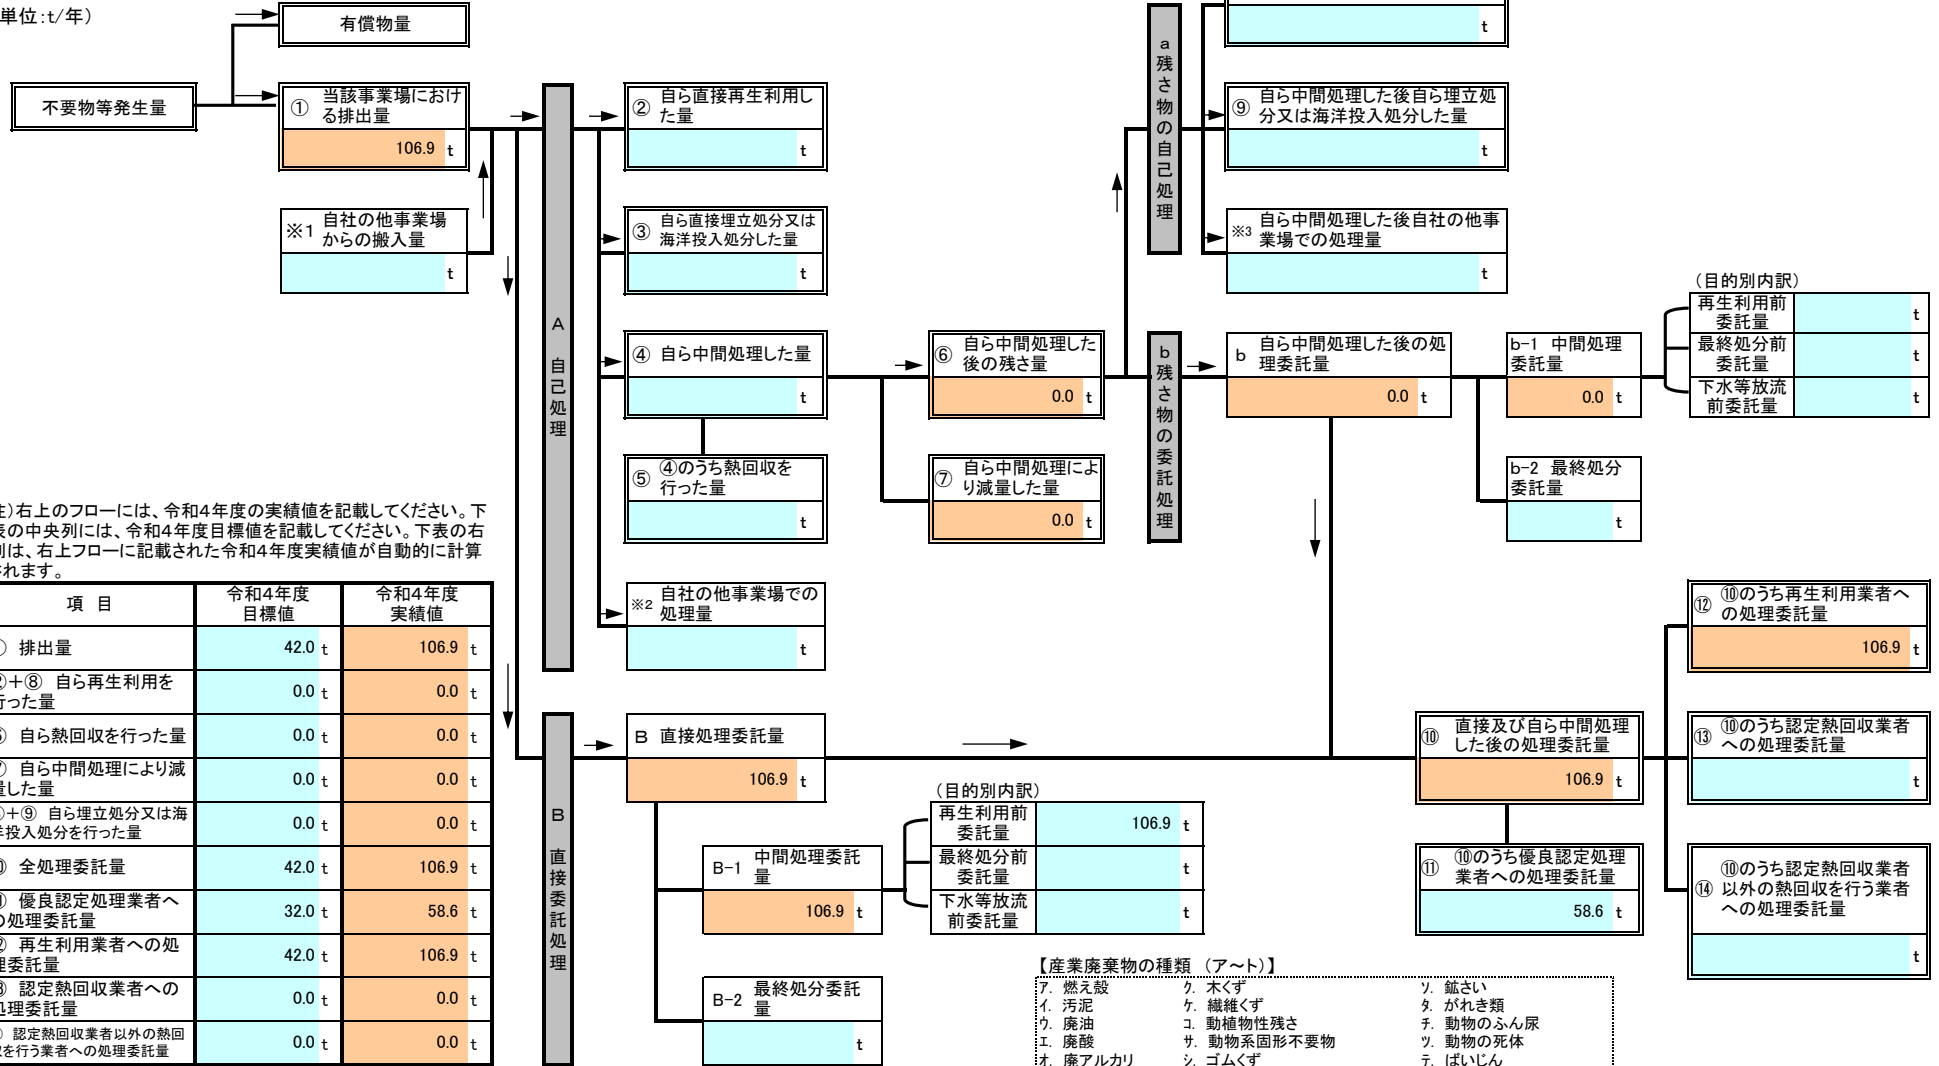 単位:t/年）
有償物量
不要物等発生量
① 当該事業場におけ
る排出量
106.9 t
※1 自社の他事業場
からの搬入量
t
A 自己処理
② 自ら直接再生利用し
た量
t
③ 自ら直接埋立処分又は
海洋投入処分した量
t
④ 自ら中間処理した量
t
⑤ ④のうち熱回収を
行った量
t
※2 自社の他事業場での
処理量
t
⑥ 自ら中間処理した
後の残さ量
0.0 t
⑦ 自ら中間処理によ
り減量した量
0.0 t
a 残さ物の自己処理
t
⑨ 自ら中間処理した後自ら埋立処
分又は海洋投入処分した量
t
※3 自ら中間処理した後自社の他事
業場での処理量
t
b 残さ物の委託処理
b 自ら中間処理した後の処
理委託量
0.0 t
b-1 中間処理
委託量
0.0 t
b-2 最終処分
委託量
t
（目的別内訳）
再生利用前
委託量
t
最終処分前
委託量
t
下水等放流
前委託量
t
注）右上のフローには、令和4年度の実績値を記載してください。下
表の中央列には、令和4年度目標値を記載してください。下表の右
列は、右上フローに記載された令和4年度実績値が自動的に計算
されます。
項 目 令和4年度 目標値 令和4年度 実績値
① 排出量 42.0 t 106.9 t
②+⑧ 自ら再生利用を
行った量 0.0 t 0.0 t
⑤ 自ら熱回収を行った量 0.0 t 0.0 t
⑦ 自ら中間処理により減
量した量 0.0 t 0.0 t
③+⑨ 自ら埋立処分又は海
洋投入処分を行った量 0.0 t 0.0 t
⑩ 全処理委託量 42.0 t 106.9 t
⑪ 優良認定処理業者へ
の処理委託量 32.0 t 58.6 t
⑫ 再生利用業者への処
理委託量 42.0 t 106.9 t
⑬ 認定熱回収業者への
処理委託量 0.0 t 0.0 t
⑭ 認定熱回収業者以外の熱回
収を行う業者への処理委託量 0.0 t 0.0 t
B 直接委託処理
B 直接処理委託量
106.9 t
B-1 中間処理委託
量
106.9 t
B-2 最終処分委託
量
t
（目的別内訳）
再生利用前
委託量
106.9 t
最終処分前
委託量
t
下水等放流
前委託量
t
⑩ 直接及び自ら中間処理
した後の処理委託量
106.9 t
⑪ ⑩のうち優良認定処理
業者への処理委託量
58.6 t
⑫ ⑩のうち再生利用業者へ
の処理委託量
106.9 t
⑬ ⑩のうち認定熱回収業者
への処理委託量
t
⑭ ⑩のうち認定熱回収業者
以外の熱回収を行う業者
への処理委託量
t
【産業廃棄物の種類 （ア～ト）】
ア. 燃え殻 ク. 木くず ソ. 鉱さい
イ. 汚泥 ケ. 繊維くず タ. がれき類
ウ. 廃油 コ. 動植物性残さ チ. 動物のふん尿
エ. 廃酸 サ. 動物系固形不要物 ツ. 動物の死体
オ. 廃アルカリ シ. ゴムくず テ. ばいじん